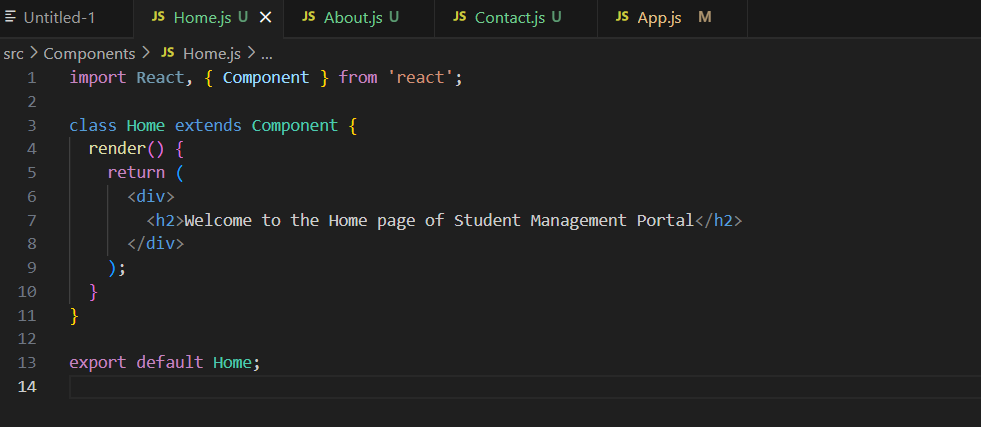 Untitled-1 JS Home.js U × JS About.js U JS Contact.js U JS App.js M
src > Components > JS Home.js > ...
1 import React, { Component } from 'react';
2
3 class Home extends Component {
4   render() {
5     return (
6       <div>
7         <h2>Welcome to the Home page of Student Management Portal</h2>
8       </div>
9     );
10   }
11 }
12
13 export default Home;
14